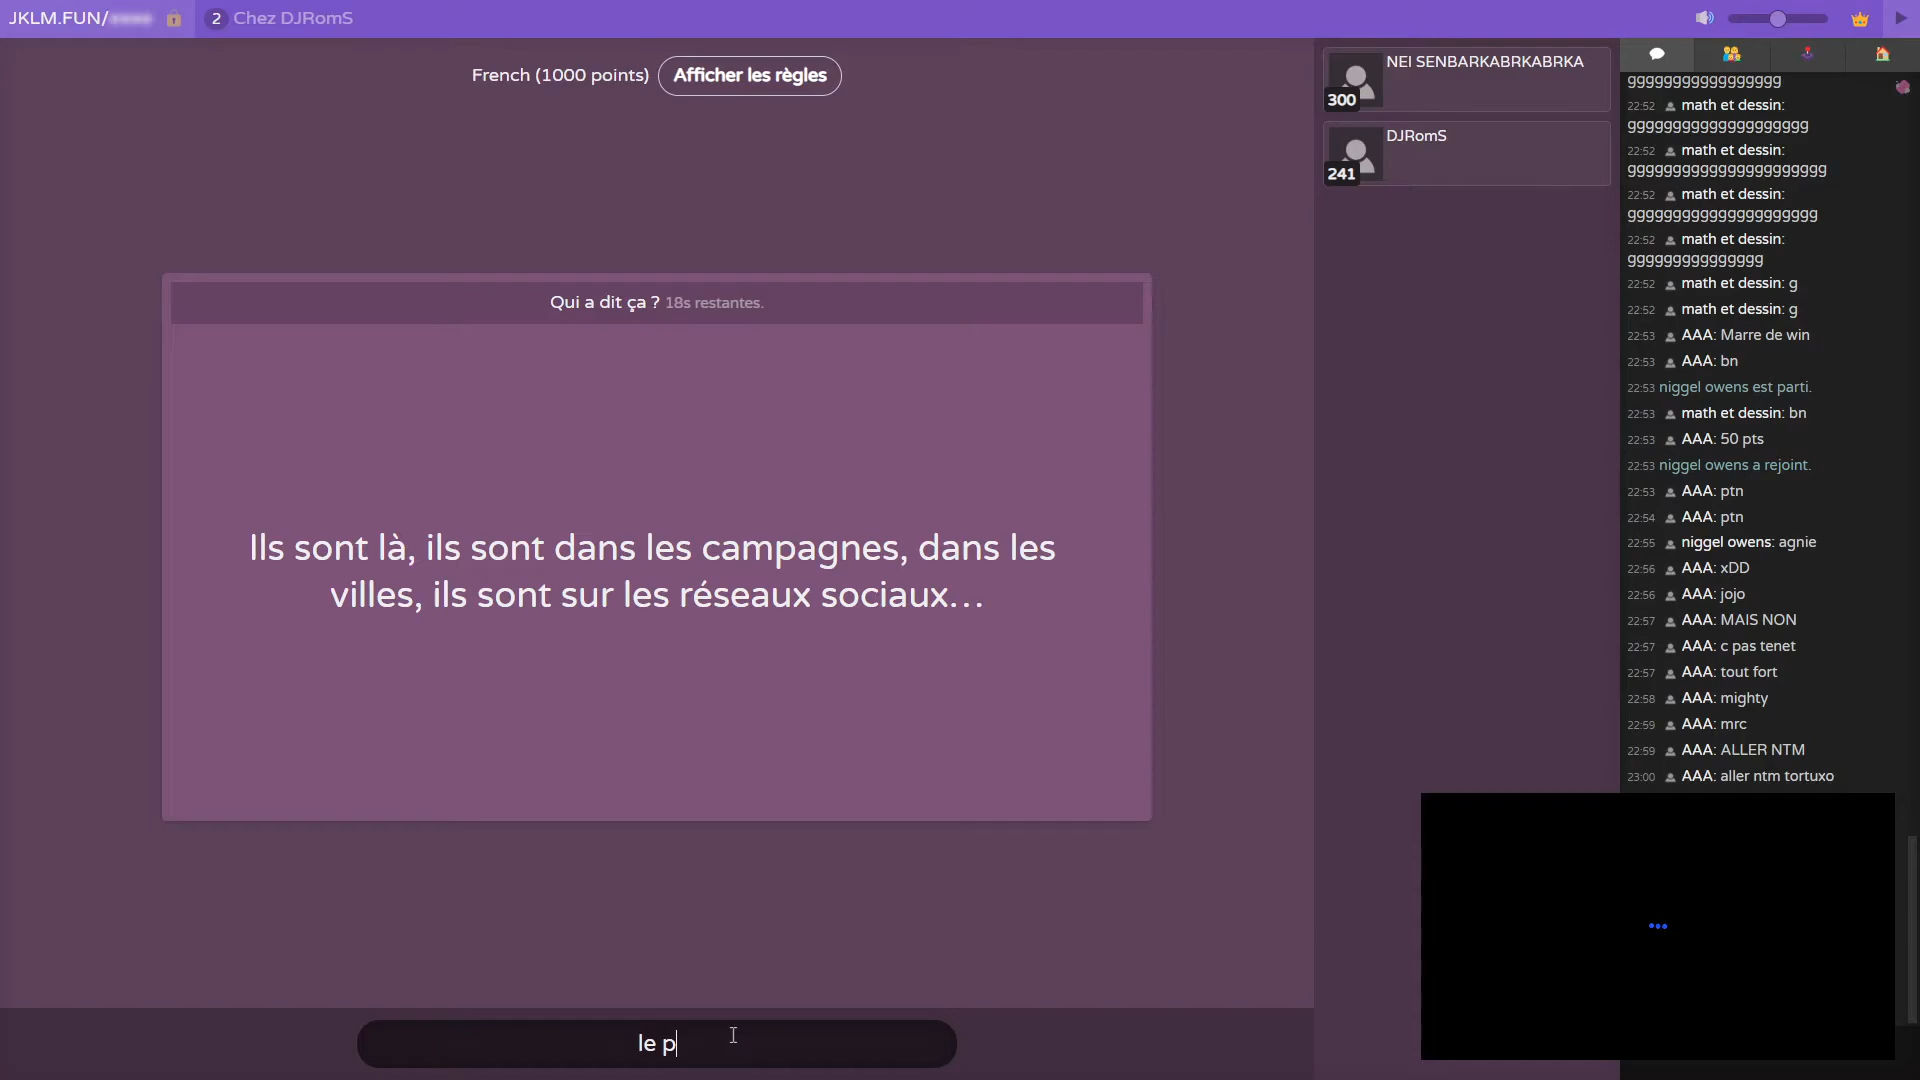 JKLM.FUN/
2 Chez DJRomS
French (1000 points) Afficher les règles
Qui a dit ça ? 18s restantes.
Ils sont là, ils sont dans les campagnes, dans les
villes, ils sont sur les réseaux sociaux...
le p
NEI SENBARKABRKABRKA
300
DJRomS
241
ggggggggggggggggg
22:52 math et dessin:
gggggggggggggggggggg
22:52 math et dessin:
gggggggggggggggggggggg
22:52 math et dessin:
ggggggggggggggggggggg
22:52 math et dessin:
ggggggggggggggg
22:52 math et dessin: g
22:52 math et dessin: g
22:53 AAA: Marre de win
22:53 AAA: bn
22:53 niggel owens est parti.
22:53 math et dessin: bn
22:53 AAA: 50 pts
22:53 niggel owens a rejoint.
22:53 AAA: ptn
22:54 AAA: ptn
22:55 niggel owens: agnie
22:56 AAA: xDD
22:56 AAA: jojo
22:57 AAA: MAIS NON
22:57 AAA: c pas tenet
22:57 AAA: tout fort
22:58 AAA: mighty
22:59 AAA: mrc
22:59 AAA: ALLER NTM
23:00 AAA: aller ntm tortuxo